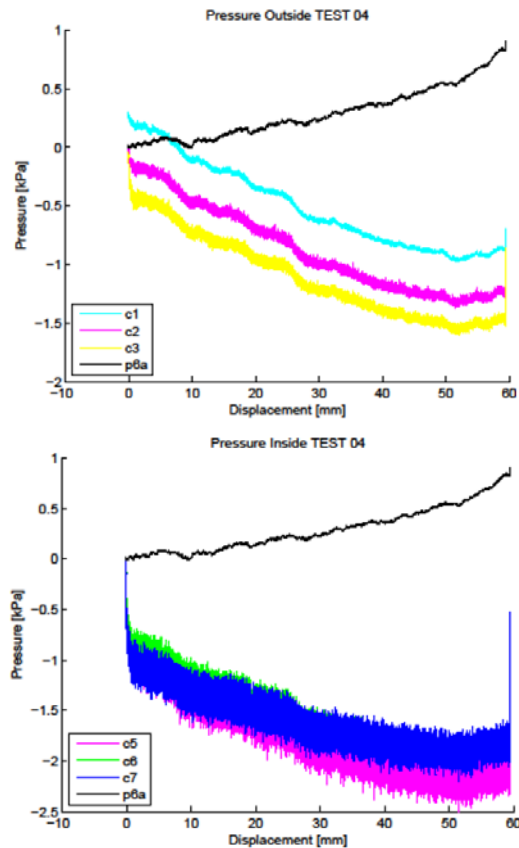 Pressure Outside TEST 04
1
0.5
0
−0.5
−1
−1.5
−2
Pressure [kPa]
c1
c2
c3
p6a
−10 0 10 20 30 40 50 60
Displacement [mm]
Pressure Inside TEST 04
1
0.5
0
−0.5
−1
−1.5
−2
−2.5
Pressure [kPa]
c5
c6
c7
p6a
−10 0 10 20 30 40 50 60
Displacement [mm]